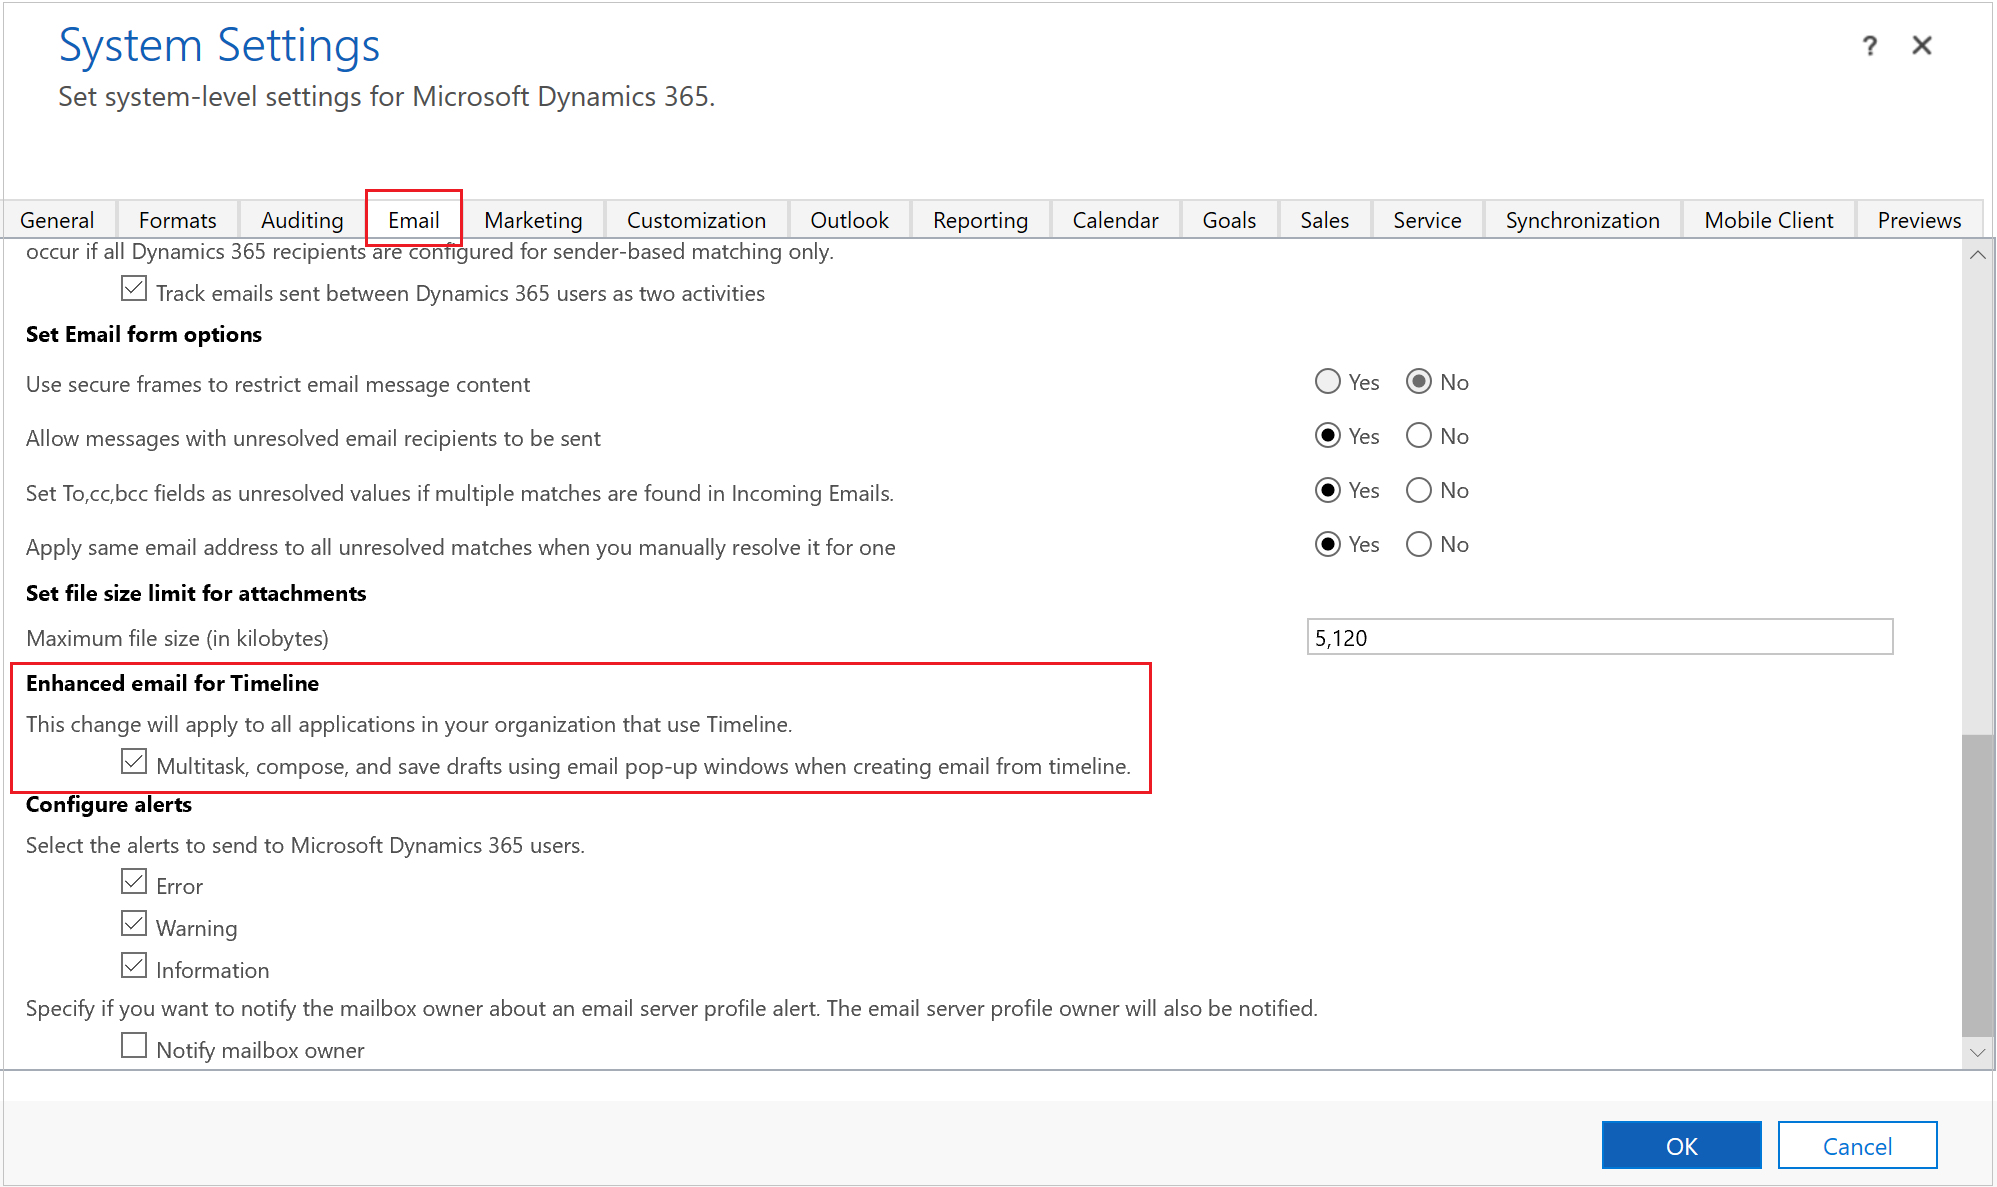 System Settings
?
Set system-level settings for Microsoft Dynamics 365.
General Formats Auditing Email Marketing Customization Outlook Reporting Calendar Goals Sales Service Synchronization Mobile Client Previews
occur if all Dynamics 365 recipients are configured for sender-based matching only.
Track emails sent between Dynamics 365 users as two activities
Set Email form options
Use secure frames to restrict email message content Yes No
Allow messages with unresolved email recipients to be sent Yes No
Set To,cc,bcc fields as unresolved values if multiple matches are found in Incoming Emails. Yes No
Apply same email address to all unresolved matches when you manually resolve it for one Yes No
Set file size limit for attachments
Maximum file size (in kilobytes) 5,120
Enhanced email for Timeline
This change will apply to all applications in your organization that use Timeline.
Multitask, compose, and save drafts using email pop-up windows when creating email from timeline.
Configure alerts
Select the alerts to send to Microsoft Dynamics 365 users.
Error
Warning
Information
Specify if you want to notify the mailbox owner about an email server profile alert. The email server profile owner will also be notified.
Notify mailbox owner
OK Cancel